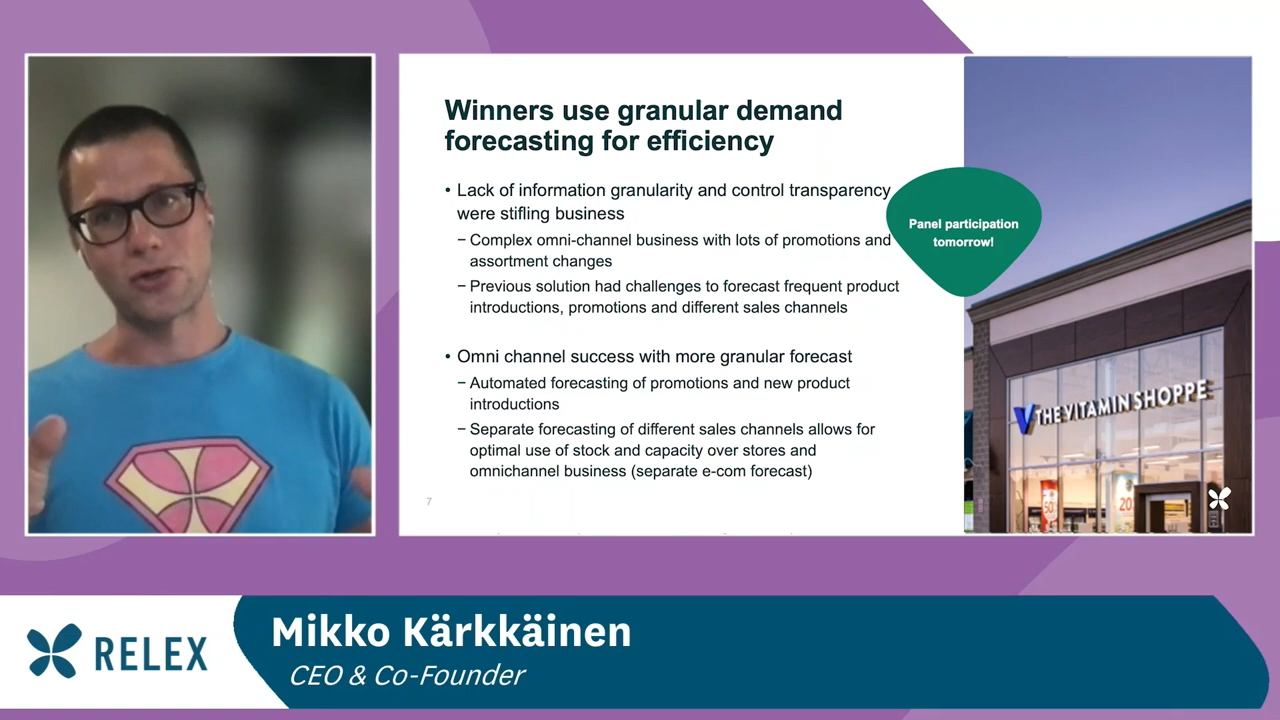 Winners use granular demand
forecasting for efficiency
• Lack of information granularity and control transparency
were stifling business
– Complex omni-channel business with lots of promotions and
assortment changes
– Previous solution had challenges to forecast frequent product
introductions, promotions and different sales channels
• Omni channel success with more granular forecast
– Automated forecasting of promotions and new product
introductions
– Separate forecasting of different sales channels allows for
optimal use of stock and capacity over stores and
omnichannel business (separate e-com forecast)
7
Panel participation
tomorrow!
V THE VITAMIN SHOPPE
50
20
RELEX
Mikko Kärkkäinen
CEO & Co-Founder